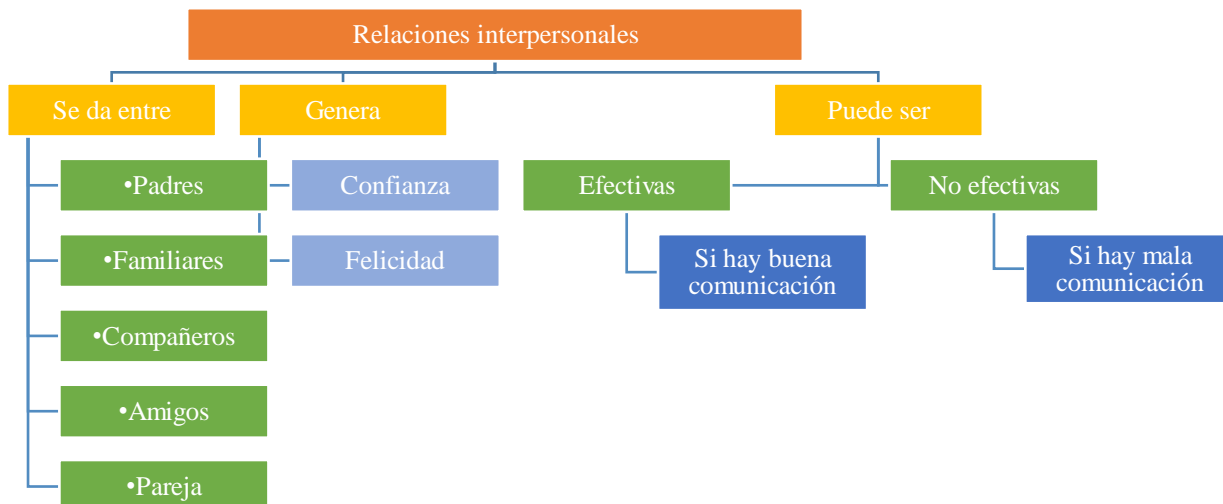 Relaciones interpersonales
Se da entre
•Padres
•Familiares
•Compañeros
•Amigos
•Pareja
Genera
Confianza
Felicidad
Puede ser
Efectivas
Si hay buena
comunicación
No efectivas
Si hay mala
comunicación